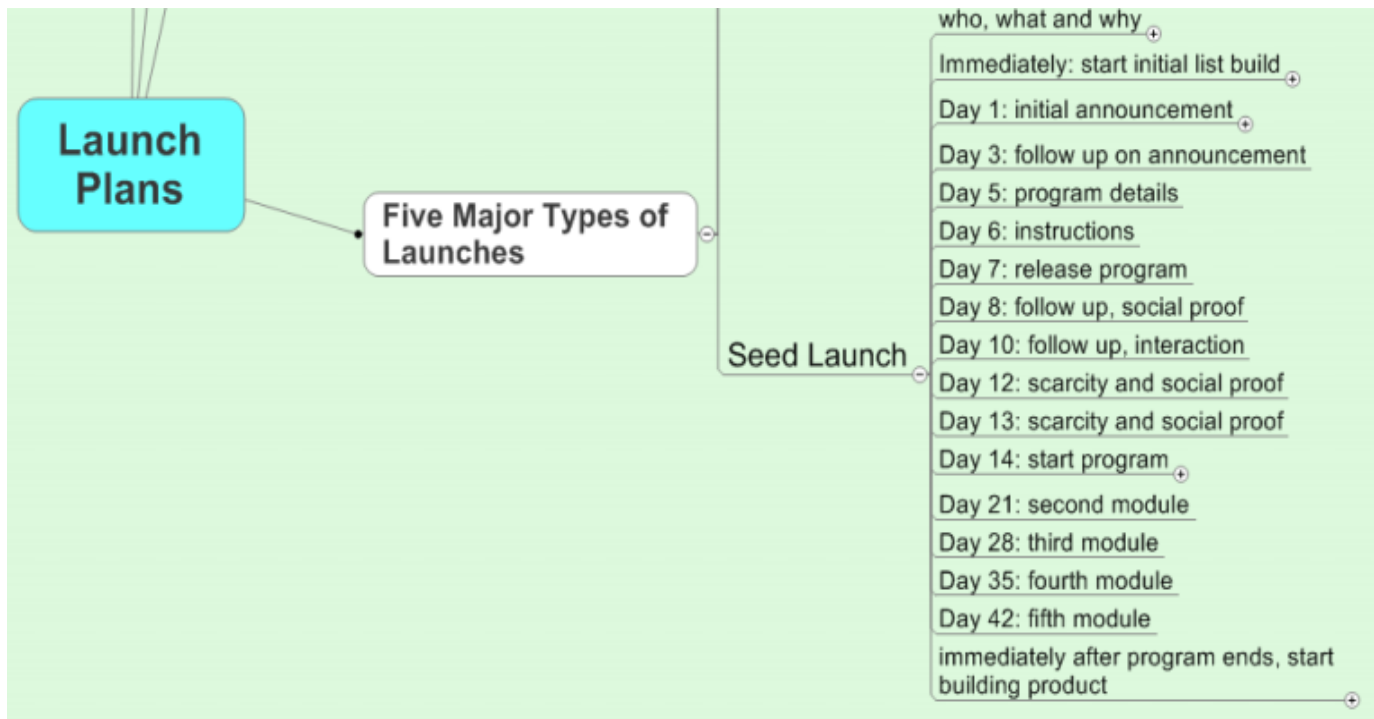 Launch
Plans
Five Major Types of
Launches
Seed Launch
who, what and why
Immediately: start initial list build
Day 1: initial announcement
Day 3: follow up on announcement
Day 5: program details
Day 6: instructions
Day 7: release program
Day 8: follow up, social proof
Day 10: follow up, interaction
Day 12: scarcity and social proof
Day 13: scarcity and social proof
Day 14: start program
Day 21: second module
Day 28: third module
Day 35: fourth module
Day 42: fifth module
immediately after program ends, start
building product